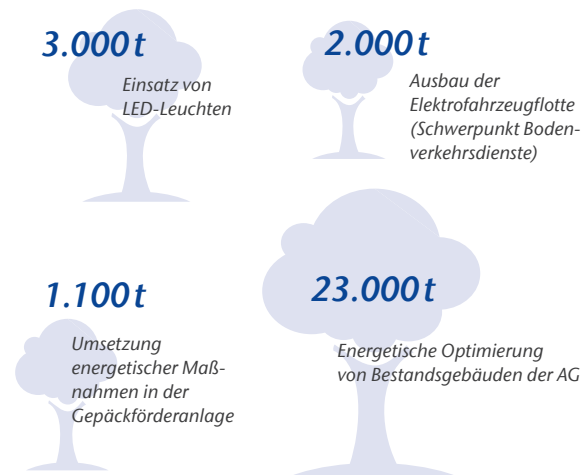 3.000 t
Einsatz von
LED-Leuchten
2.000 t
Ausbau der
Elektrofahrzeugflotte
(Schwerpunkt Boden-
verkehrsdienste)
1.100 t
Umsetzung
energetischer Maß-
nahmen in der
Gepäckförderanlage
23.000 t
Energetische Optimierung
von Bestandsgebäuden der AG